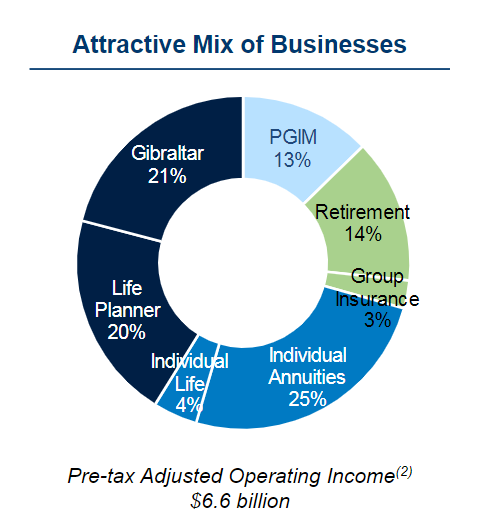 Attractive Mix of Businesses
PGIM
13%
Retirement
14%
Group
Insurance
3%
Individual
Annuities
25%
Individual
Life
4%
Life
Planner
20%
Gibraltar
21%
Pre-tax Adjusted Operating Income(2)
$6.6 billion